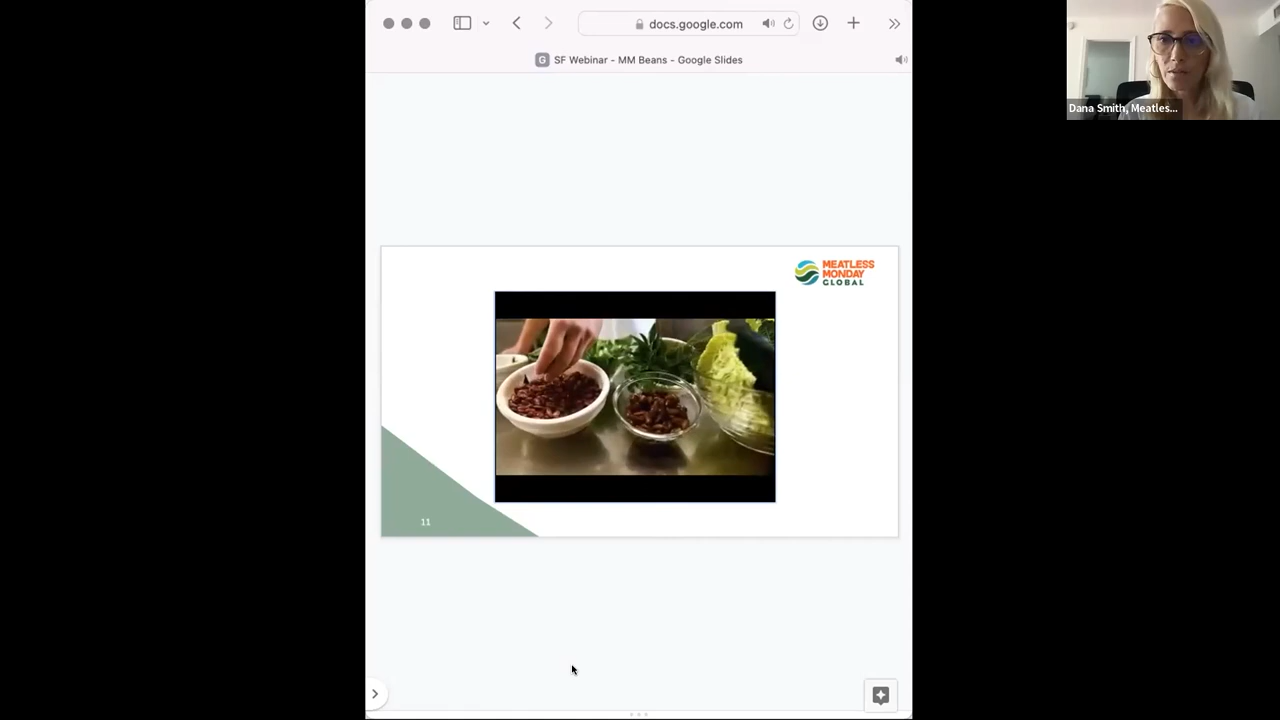 docs.google.com
G SF Webinar - MM Beans - Google Slides
Dana Smith, Meatles...
MEATLESS
MONDAY
GLOBAL
11